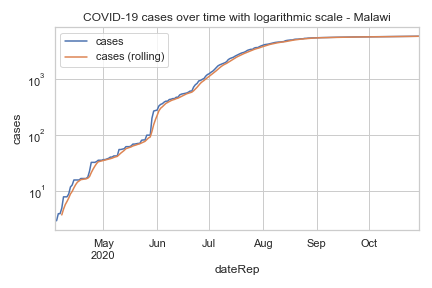 COVID-19 cases over time with logarithmic scale - Malawi
cases
cases (rolling)
10³
10²
10¹
cases
May
2020
Jun
Jul
Aug
Sep
Oct
dateRep